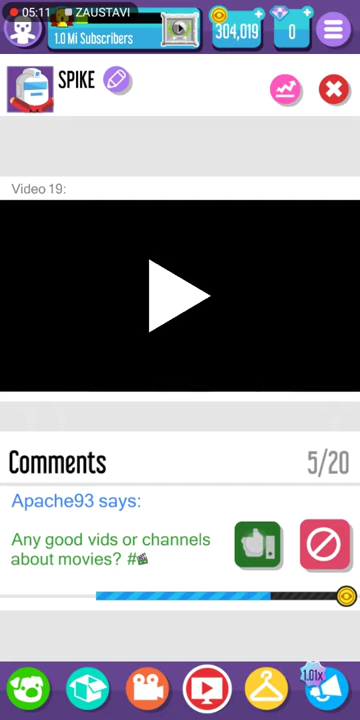 05:11 ZAUSTAVI
1.0 Mi Subscribers
304,019
0
SPIKE
Video 19:
Comments 5/20
Apache93 says:
Any good vids or channels
about movies? #🎬
1.01x